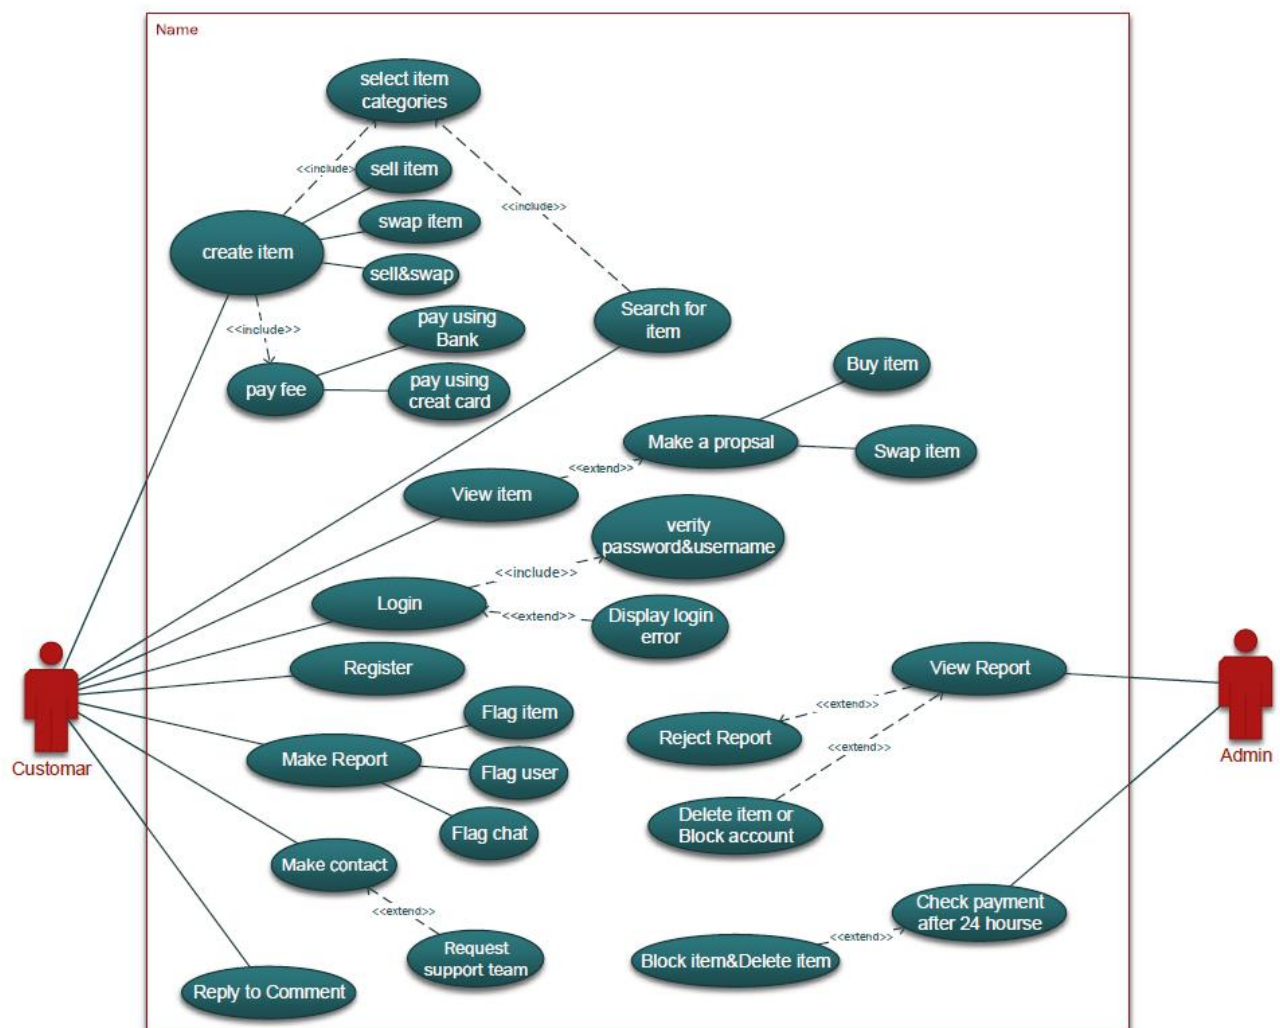 Name
select item
categories
<<include>
sell item
<<include>>
swap item
create item
sell&swap
<<include>>
pay using
Bank
Search for
item
pay fee
pay using
creat card
Buy item
Make a propsal
Swap item
<<extend>>
View item
verity
password&username
<<include>>
Login
<<extend>>
Display login
error
Register
View Report
<<extend>>
Flag item
Reject Report
<<extend>>
Make Report
Flag user
Customar
Admin
Delete item or
Block account
Flag chat
Make contact
<<extend>>
Check payment
after 24 hourse
<<extend>>
Request
support team
Block item&Delete item
Reply to Comment